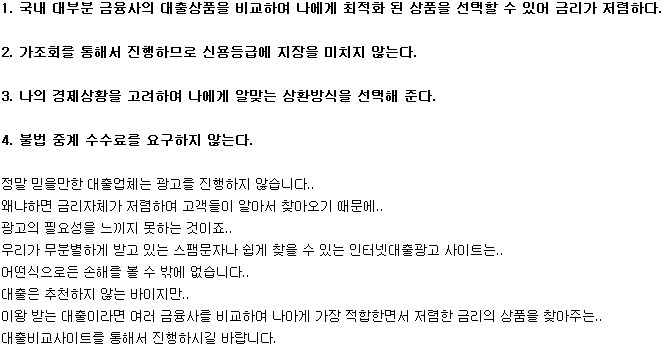 1. 국내 대부분 금융사의 대출상품을 비교하여 나에게 최적화 된 상품을 선택할 수 있어 금리가 저렴하다.
2. 가조회를 통해서 진행하므로 신용등급에 지장을 미치지 않는다.
3. 나의 경제상황을 고려하여 나에게 알맞는 상환방식을 선택해 준다.
4. 불법 중계 수수료를 요구하지 않는다.
정말 믿을만한 대출업체는 광고를 진행하지 않습니다..
왜냐하면 금리자체가 저렴하여 고객들이 알아서 찾아오기 때문에..
광고의 필요성을 느끼지 못하는 것이죠..
우리가 무분별하게 받고 있는 스팸문자나 쉽게 찾을 수 있는 인터넷대출광고 사이트는..
어떤식으로든 손해를 볼 수 밖에 없습니다..
대출은 추천하지 않는 바이지만..
이왕 받는 대출이라면 여러 금융사를 비교하여 나아게 가장 적합한면서 저렴한 금리의 상품을 찾아주는..
대출비교사이트를 통해서 진행하시길 바랍니다.